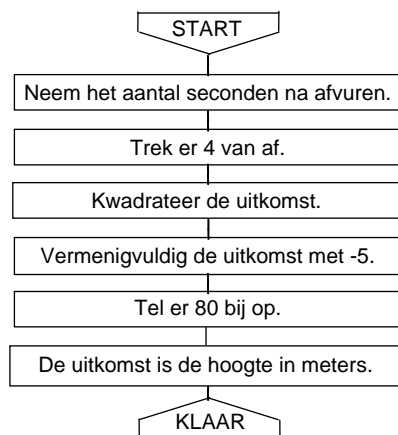 START
Neem het aantal seconden na afvuren.
Trek er 4 van af.
Kwadrateer de uitkomst.
Vermenigvuldig de uitkomst met -5.
Tel er 80 bij op.
De uitkomst is de hoogte in meters.
KLAAR